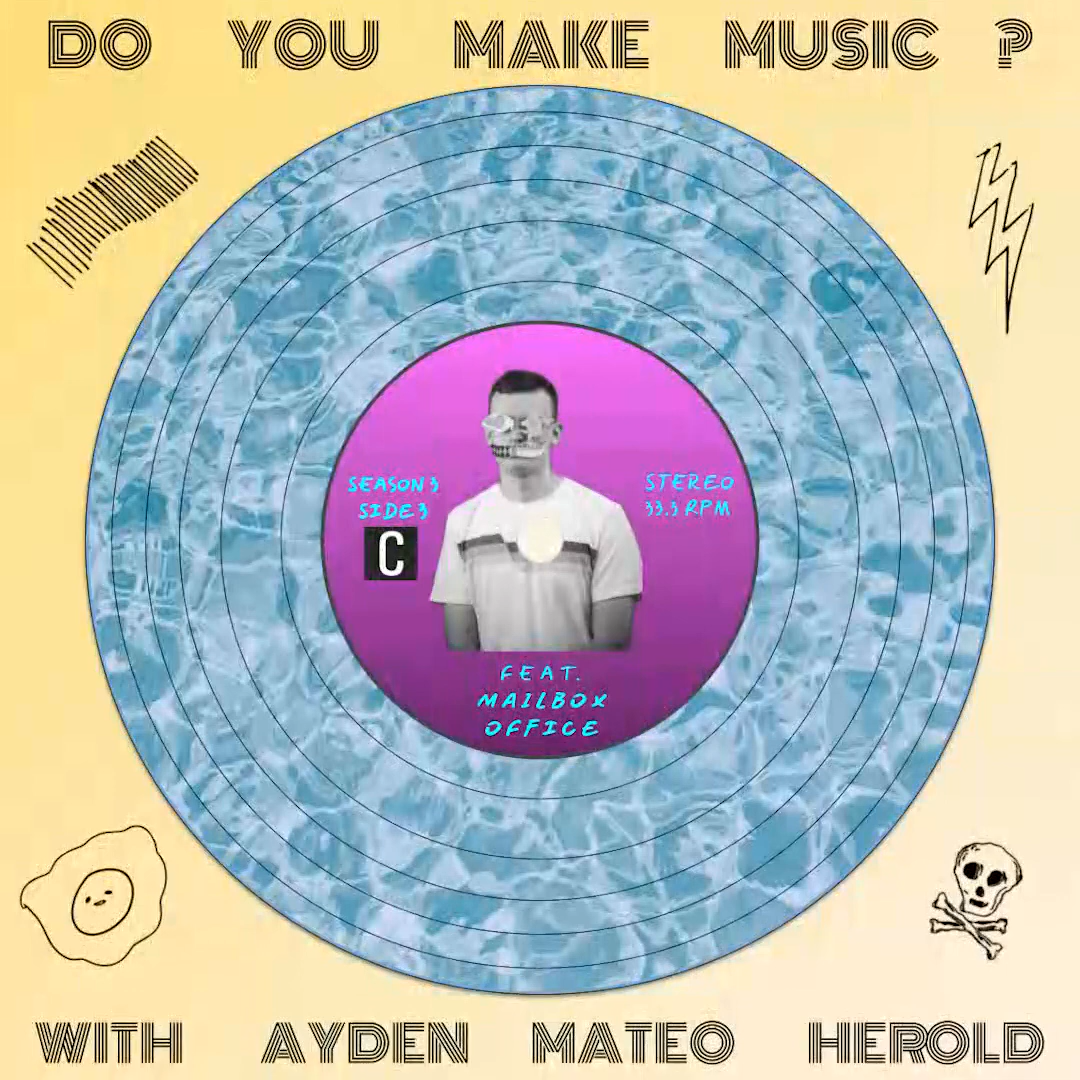 DO YOU MAKE MUSIC ?
SEASON 3
SIDE 3
C
STEREO
33.3 RPM
FEAT.
MAILBOX
OFFICE
WITH AYDEN MATEO HEROLD